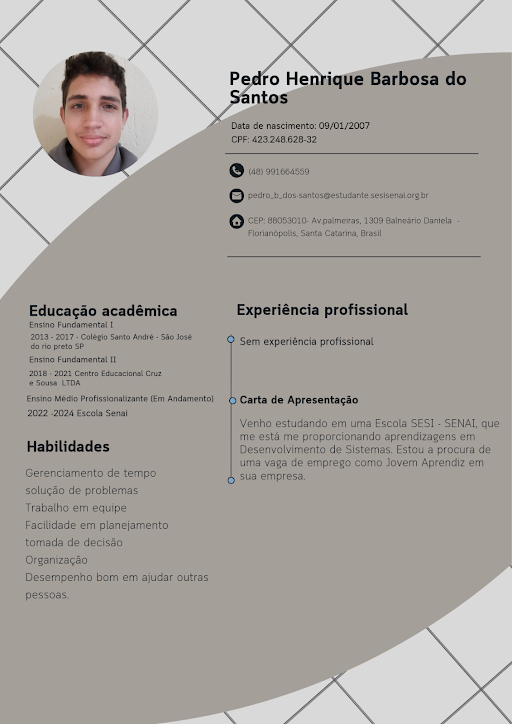 Pedro Henrique Barbosa do
Santos
Data de nascimento: 09/01/2007
CPF: 423.248.628-32
(48) 991664559
pedro_b_dos-santos@estudante.sesisenai.org.br
CEP: 88053010- Av.palmeiras, 1309 Balneário Daniela -
Florianópolis, Santa Catarina, Brasil
Educação acadêmica
Ensino Fundamental I
2013 - 2017 - Colégio Santo André - São José
do rio preto SP
Ensino Fundamental II
2018 - 2021 Centro Educacional Cruz
e Sousa LTDA
Ensino Médio Profissionalizante (Em Andamento)
2022 -2024 Escola Senai
Habilidades
Gerenciamento de tempo
solução de problemas
Trabalho em equipe
Facilidade em planejamento
tomada de decisão
Organização
Desempenho bom em ajudar outras
pessoas.
Experiência profissional
Sem experiência profissional
Carta de Apresentação
Venho estudando em uma Escola SESI - SENAI, que
me está me proporcionando aprendizagens em
Desenvolvimento de Sistemas. Estou a procura de
uma vaga de emprego como Jovem Aprendiz em
sua empresa.